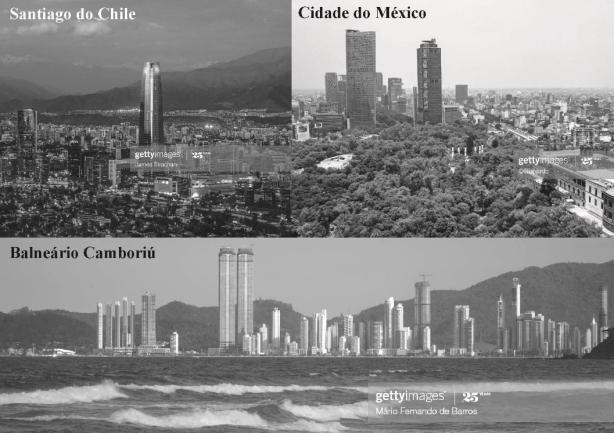 Santiago do Chile
Cidade do México
gettyimages 25
James Strachan
gettyimages 25
Balneário Camboriú
gettyimages 25
Mário Fernando de Barros